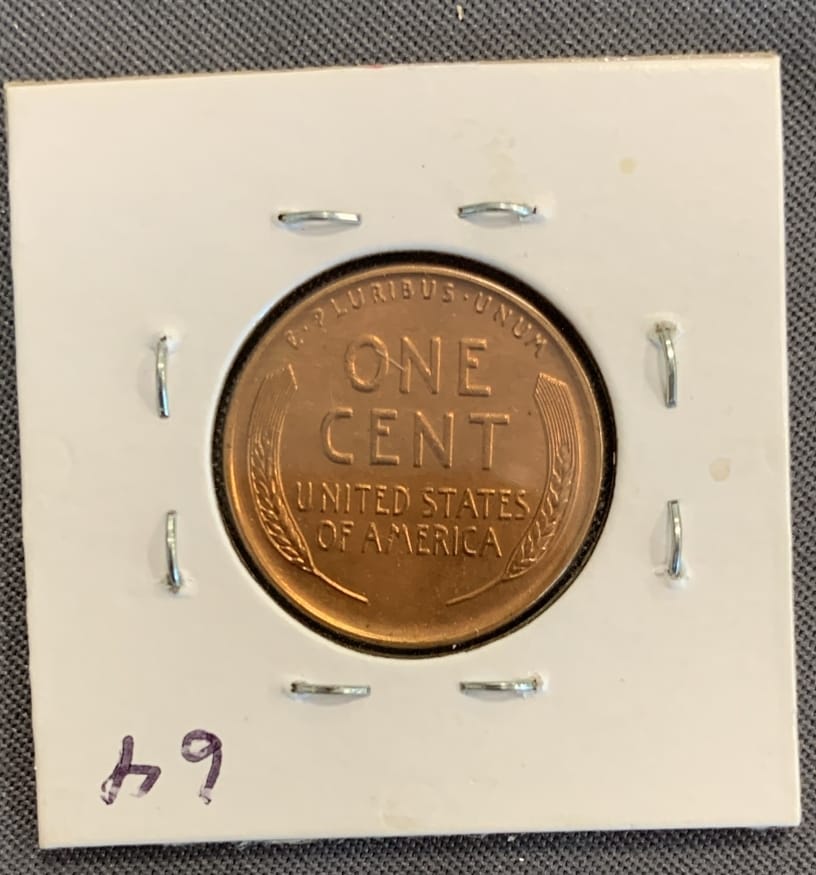 E·PLURIBUS·UNUM
ONE
CENT
UNITED STATES
OF AMERICA
64